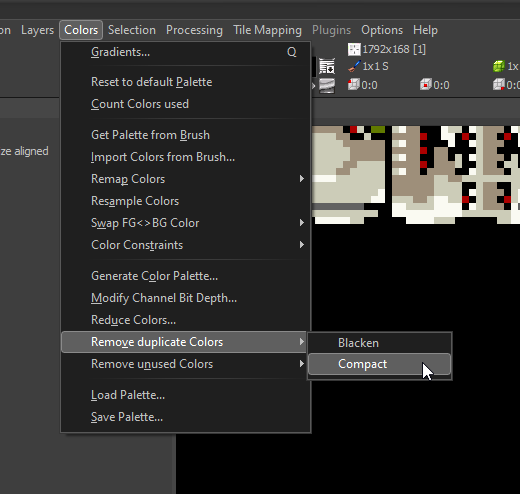 on Layers Colors Selection Processing Tile Mapping Plugins Options Help
Gradients... Q
1792x168 [1]
1x1 S 1x
Reset to default Palette
0:0 0:0 0:0
Count Colors used
Get Palette from Brush
ze aligned
Import Colors from Brush...
Remap Colors
Resample Colors
Swap FG<>BG Color
Color Constraints
Generate Color Palette...
Modify Channel Bit Depth...
Reduce Colors...
Remove duplicate Colors
Blacken
Remove unused Colors
Compact
Load Palette...
Save Palette...